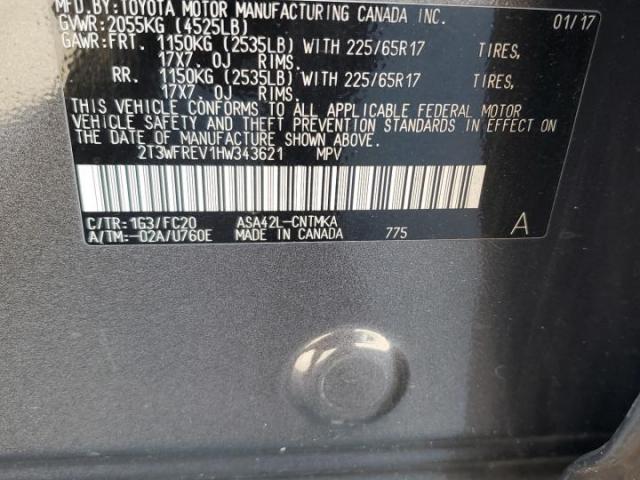 MFD.BY:TOYOTA MOTOR MANUFACTURING CANADA INC. 01/17
GVWR:2055KG (4525LB)
GAWR:FRT. 1150KG (2535LB) WITH 225/65R17 TIRES,
17X7.0J RIMS.
RR. 1150KG (2535LB) WITH 225/65R17 TIRES,
17X7.0J RIMS.
THIS VEHICLE CONFORMS TO ALL APPLICABLE FEDERAL MOTOR
VEHICLE SAFETY AND THEFT PREVENTION STANDARDS IN EFFECT ON
THE DATE OF MANUFACTURE SHOWN ABOVE.
2T3WFREV1HW343621 MPV
C/TR:1G3/FC20 ASA42L-CNTMKA
A/TM:-02A/U760E MADE IN CANADA 775 A